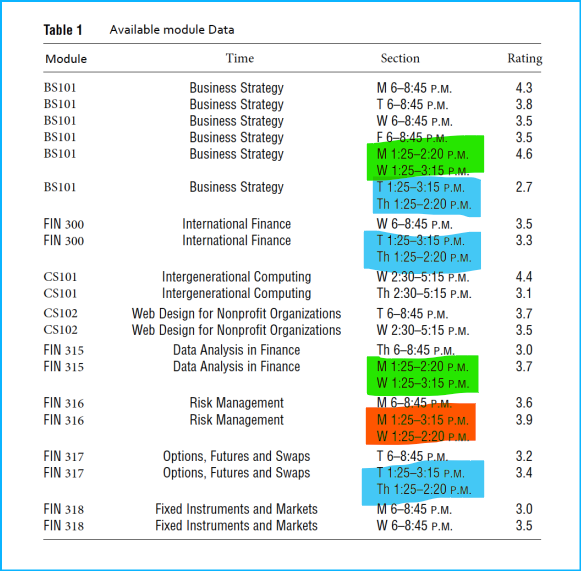 Table 1 Available module Data
Module Time Section Rating
BS101 Business Strategy M 6–8:45 P.M. 4.3
BS101 Business Strategy T 6–8:45 P.M. 3.8
BS101 Business Strategy W 6–8:45 P.M. 3.5
BS101 Business Strategy F 6–8:45 P.M. 3.5
BS101 Business Strategy M 1:25–2:20 P.M. 4.6
W 1:25–3:15 P.M.
BS101 Business Strategy T 1:25–3:15 P.M. 2.7
Th 1:25–2:20 P.M.
FIN 300 International Finance W 6–8:45 P.M. 3.5
FIN 300 International Finance T 1:25–3:15 P.M. 3.3
Th 1:25–2:20 P.M.
CS101 Intergenerational Computing W 2:30–5:15 P.M. 4.4
CS101 Intergenerational Computing Th 2:30–5:15 P.M. 3.1
CS102 Web Design for Nonprofit Organizations T 6–8:45 P.M. 3.7
CS102 Web Design for Nonprofit Organizations W 2:30–5:15 P.M. 3.5
FIN 315 Data Analysis in Finance Th 6–8:45 P.M. 3.0
FIN 315 Data Analysis in Finance M 1:25–2:20 P.M. 3.7
W 1:25–3:15 P.M.
FIN 316 Risk Management M 6–8:45 P.M. 3.6
FIN 316 Risk Management M 1:25–3:15 P.M. 3.9
W 1:25–2:20 P.M.
FIN 317 Options, Futures and Swaps T 6–8:45 P.M. 3.2
FIN 317 Options, Futures and Swaps T 1:25–3:15 P.M. 3.4
Th 1:25–2:20 P.M.
FIN 318 Fixed Instruments and Markets M 6–8:45 P.M. 3.0
FIN 318 Fixed Instruments and Markets W 6–8:45 P.M. 3.5